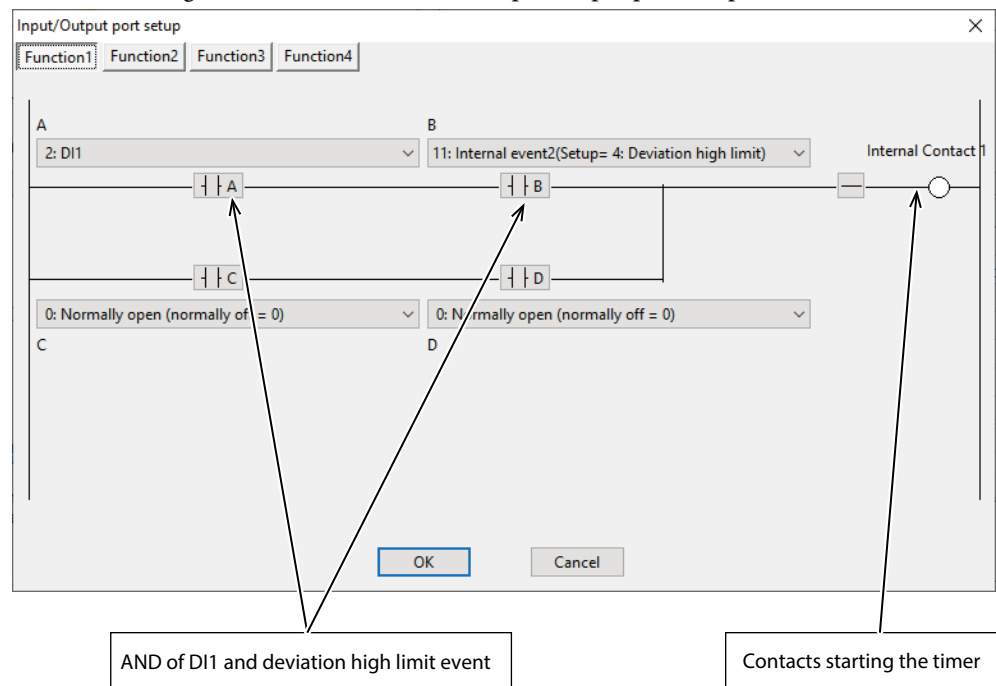 Input/Output port setup
Function1 Function2 Function3 Function4
A B
2: DI1 11: Internal event2(Setup= 4: Deviation high limit) Internal Contact 1
A B
C D
0: Normally open (normally off = 0) 0: Normally open (normally off = 0)
C D
OK Cancel
AND of DI1 and deviation high limit event Contacts starting the timer